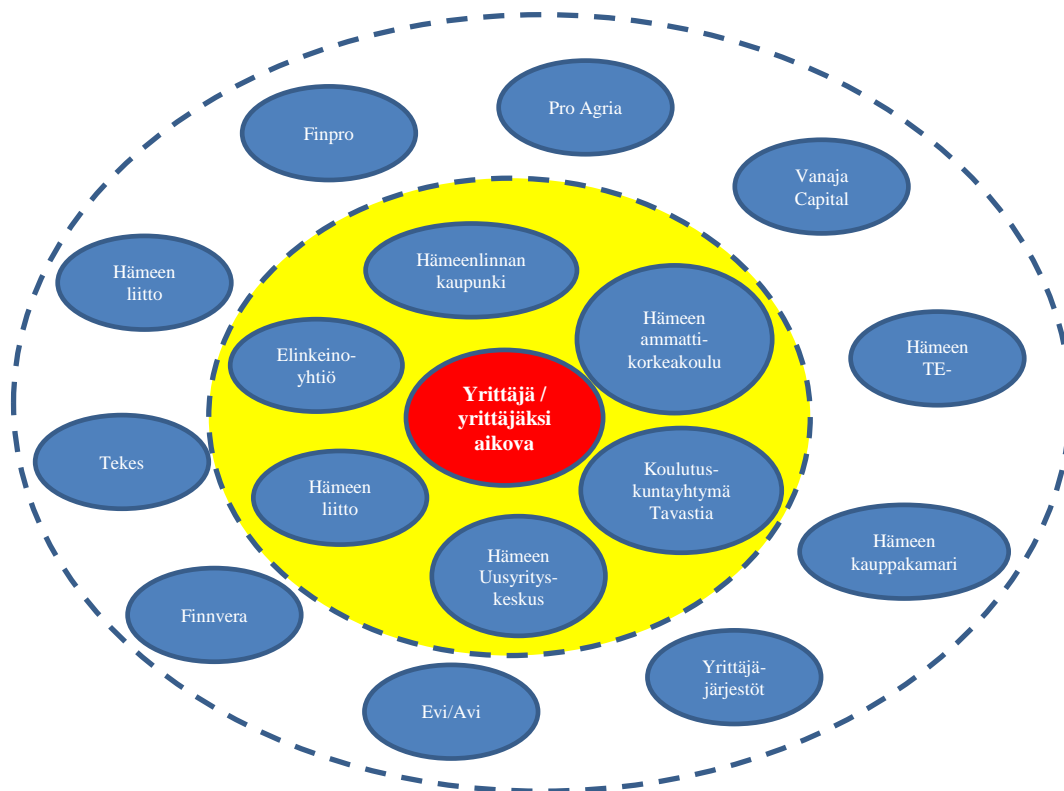 Pro Agria
Finpro
Vanaja
Capital
Hämeen
liitto
Hämeenlinnan
kaupunki
Hämeen
ammatti-
korkeakoulu
Hämeen
TE-
Elinkeino-
yhtiö
Yrittäjä /
yrittäjäksi
aikova
Tekes
Hämeen
liitto
Koulutus-
kuntayhtymä
Tavastia
Hämeen
kauppakamari
Hämeen
Uusyritys-
keskus
Finnvera
Yrittäjä-
järjestöt
Evi/Avi